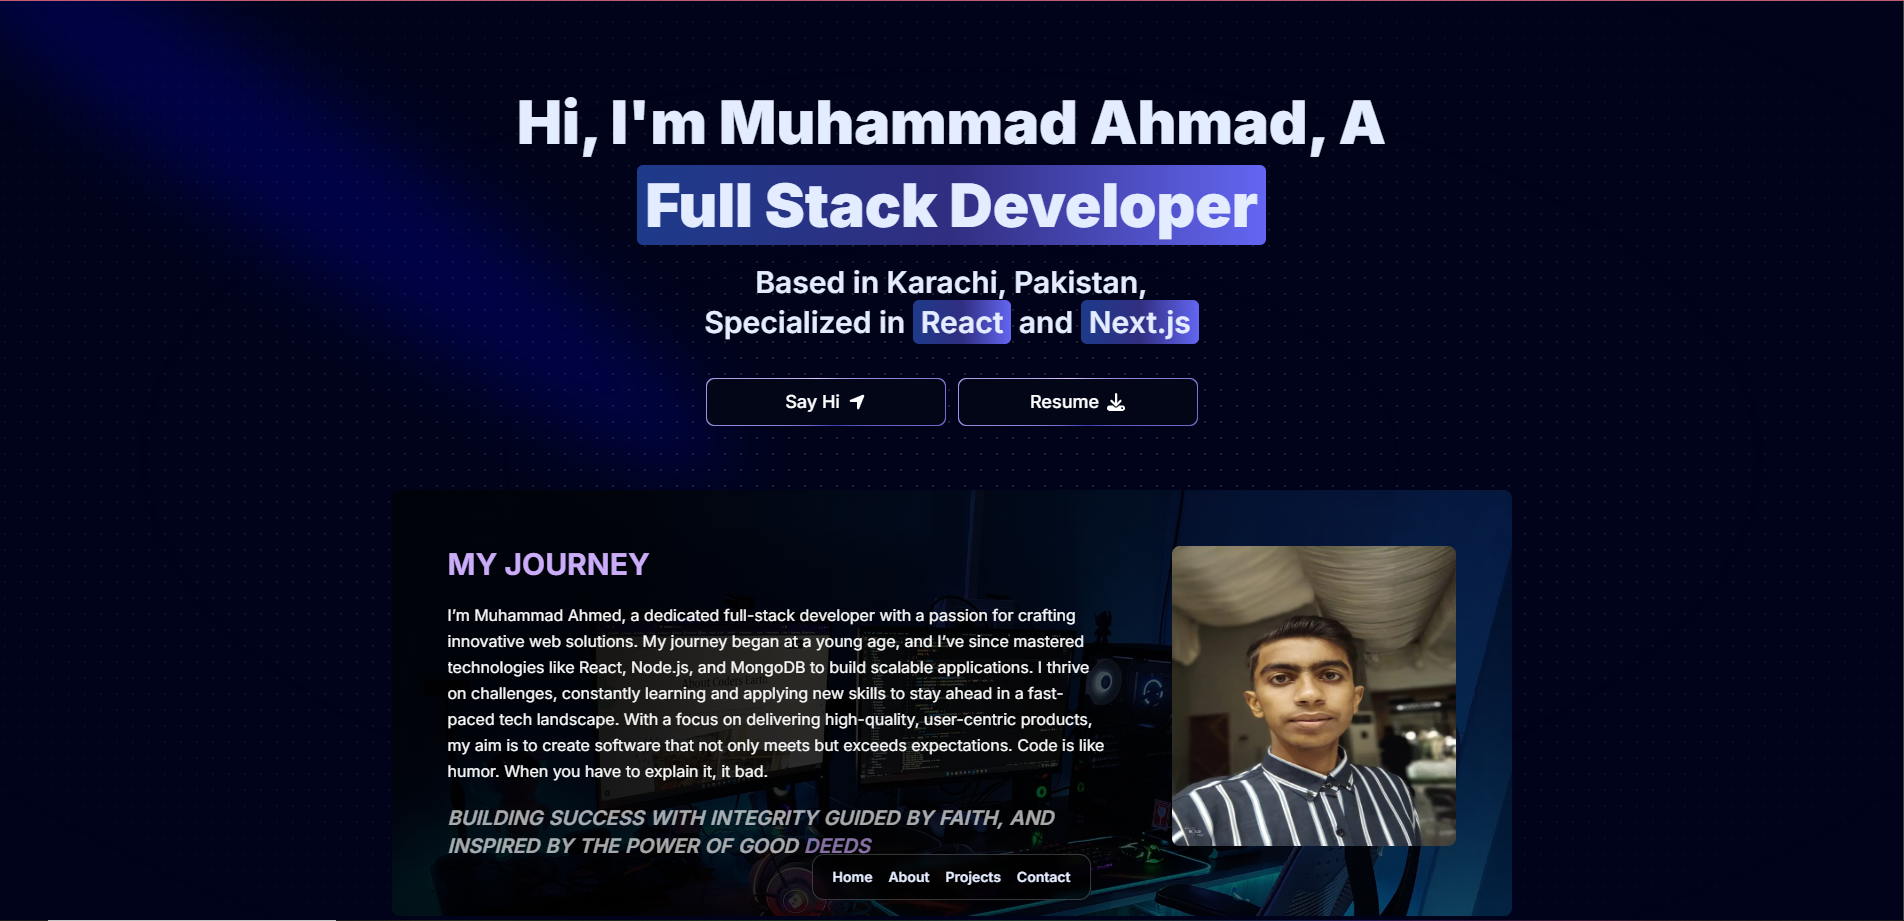 Hi, I'm Muhammad Ahmad, A
Full Stack Developer
Based in Karachi, Pakistan,
Specialized in React and Next.js
Say Hi
Resume
MY JOURNEY
I’m Muhammad Ahmed, a dedicated full-stack developer with a passion for crafting
innovative web solutions. My journey began at a young age, and I’ve since mastered
technologies like React, Node.js, and MongoDB to build scalable applications. I thrive
on challenges, constantly learning and applying new skills to stay ahead in a fast-
paced tech landscape. With a focus on delivering high-quality, user-centric products,
my aim is to create software that not only meets but exceeds expectations. Code is like
humor. When you have to explain it, it bad.
BUILDING SUCCESS WITH INTEGRITY GUIDED BY FAITH, AND
INSPIRED BY THE POWER OF GOOD DEEDS
About Coders Earth
Home About Projects Contact